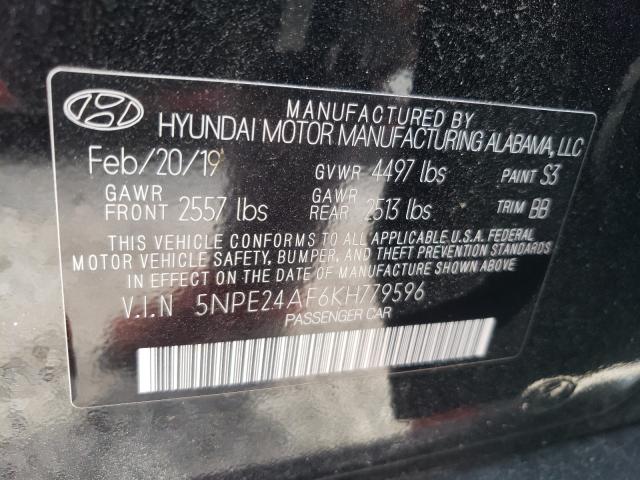 MANUFACTURED BY
HYUNDAI MOTOR MANUFACTURING ALABAMA, LLC
Feb/20/19 GVWR 4497 lbs PAINT S3
GAWR FRONT 2557 lbs GAWR REAR 2513 lbs TRIM BB
THIS VEHICLE CONFORMS TO ALL APPLICABLE U.S.A. FEDERAL
MOTOR VEHICLE SAFETY, BUMPER, AND THEFT PREVENTION STANDARDS
IN EFFECT ON THE DATE OF MANUFACTURE SHOWN ABOVE.
V.I.N 5NPE24AF6KH779596
PASSENGER CAR